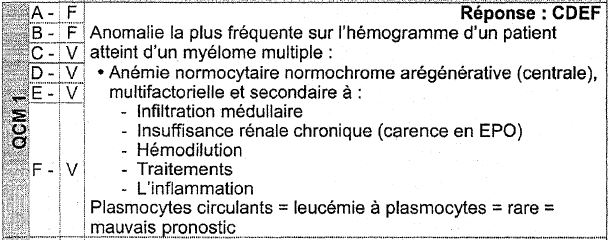 A - F Réponse : CDEF
B - F Anomalie la plus fréquente sur l'hémogramme d'un patient
C - V atteint d'un myélome multiple :
D - V • Anémie normocytaire normochrome arégénérative (centrale),
E - V multifactorielle et secondaire à :
- Infiltration médullaire
- Insuffisance rénale chronique (carence en EPO)
- Hémodilution
F - V - Traitements
- L'inflammation
Plasmocytes circulants = leucémie à plasmocytes = rare =
mauvais pronostic
QCM 1